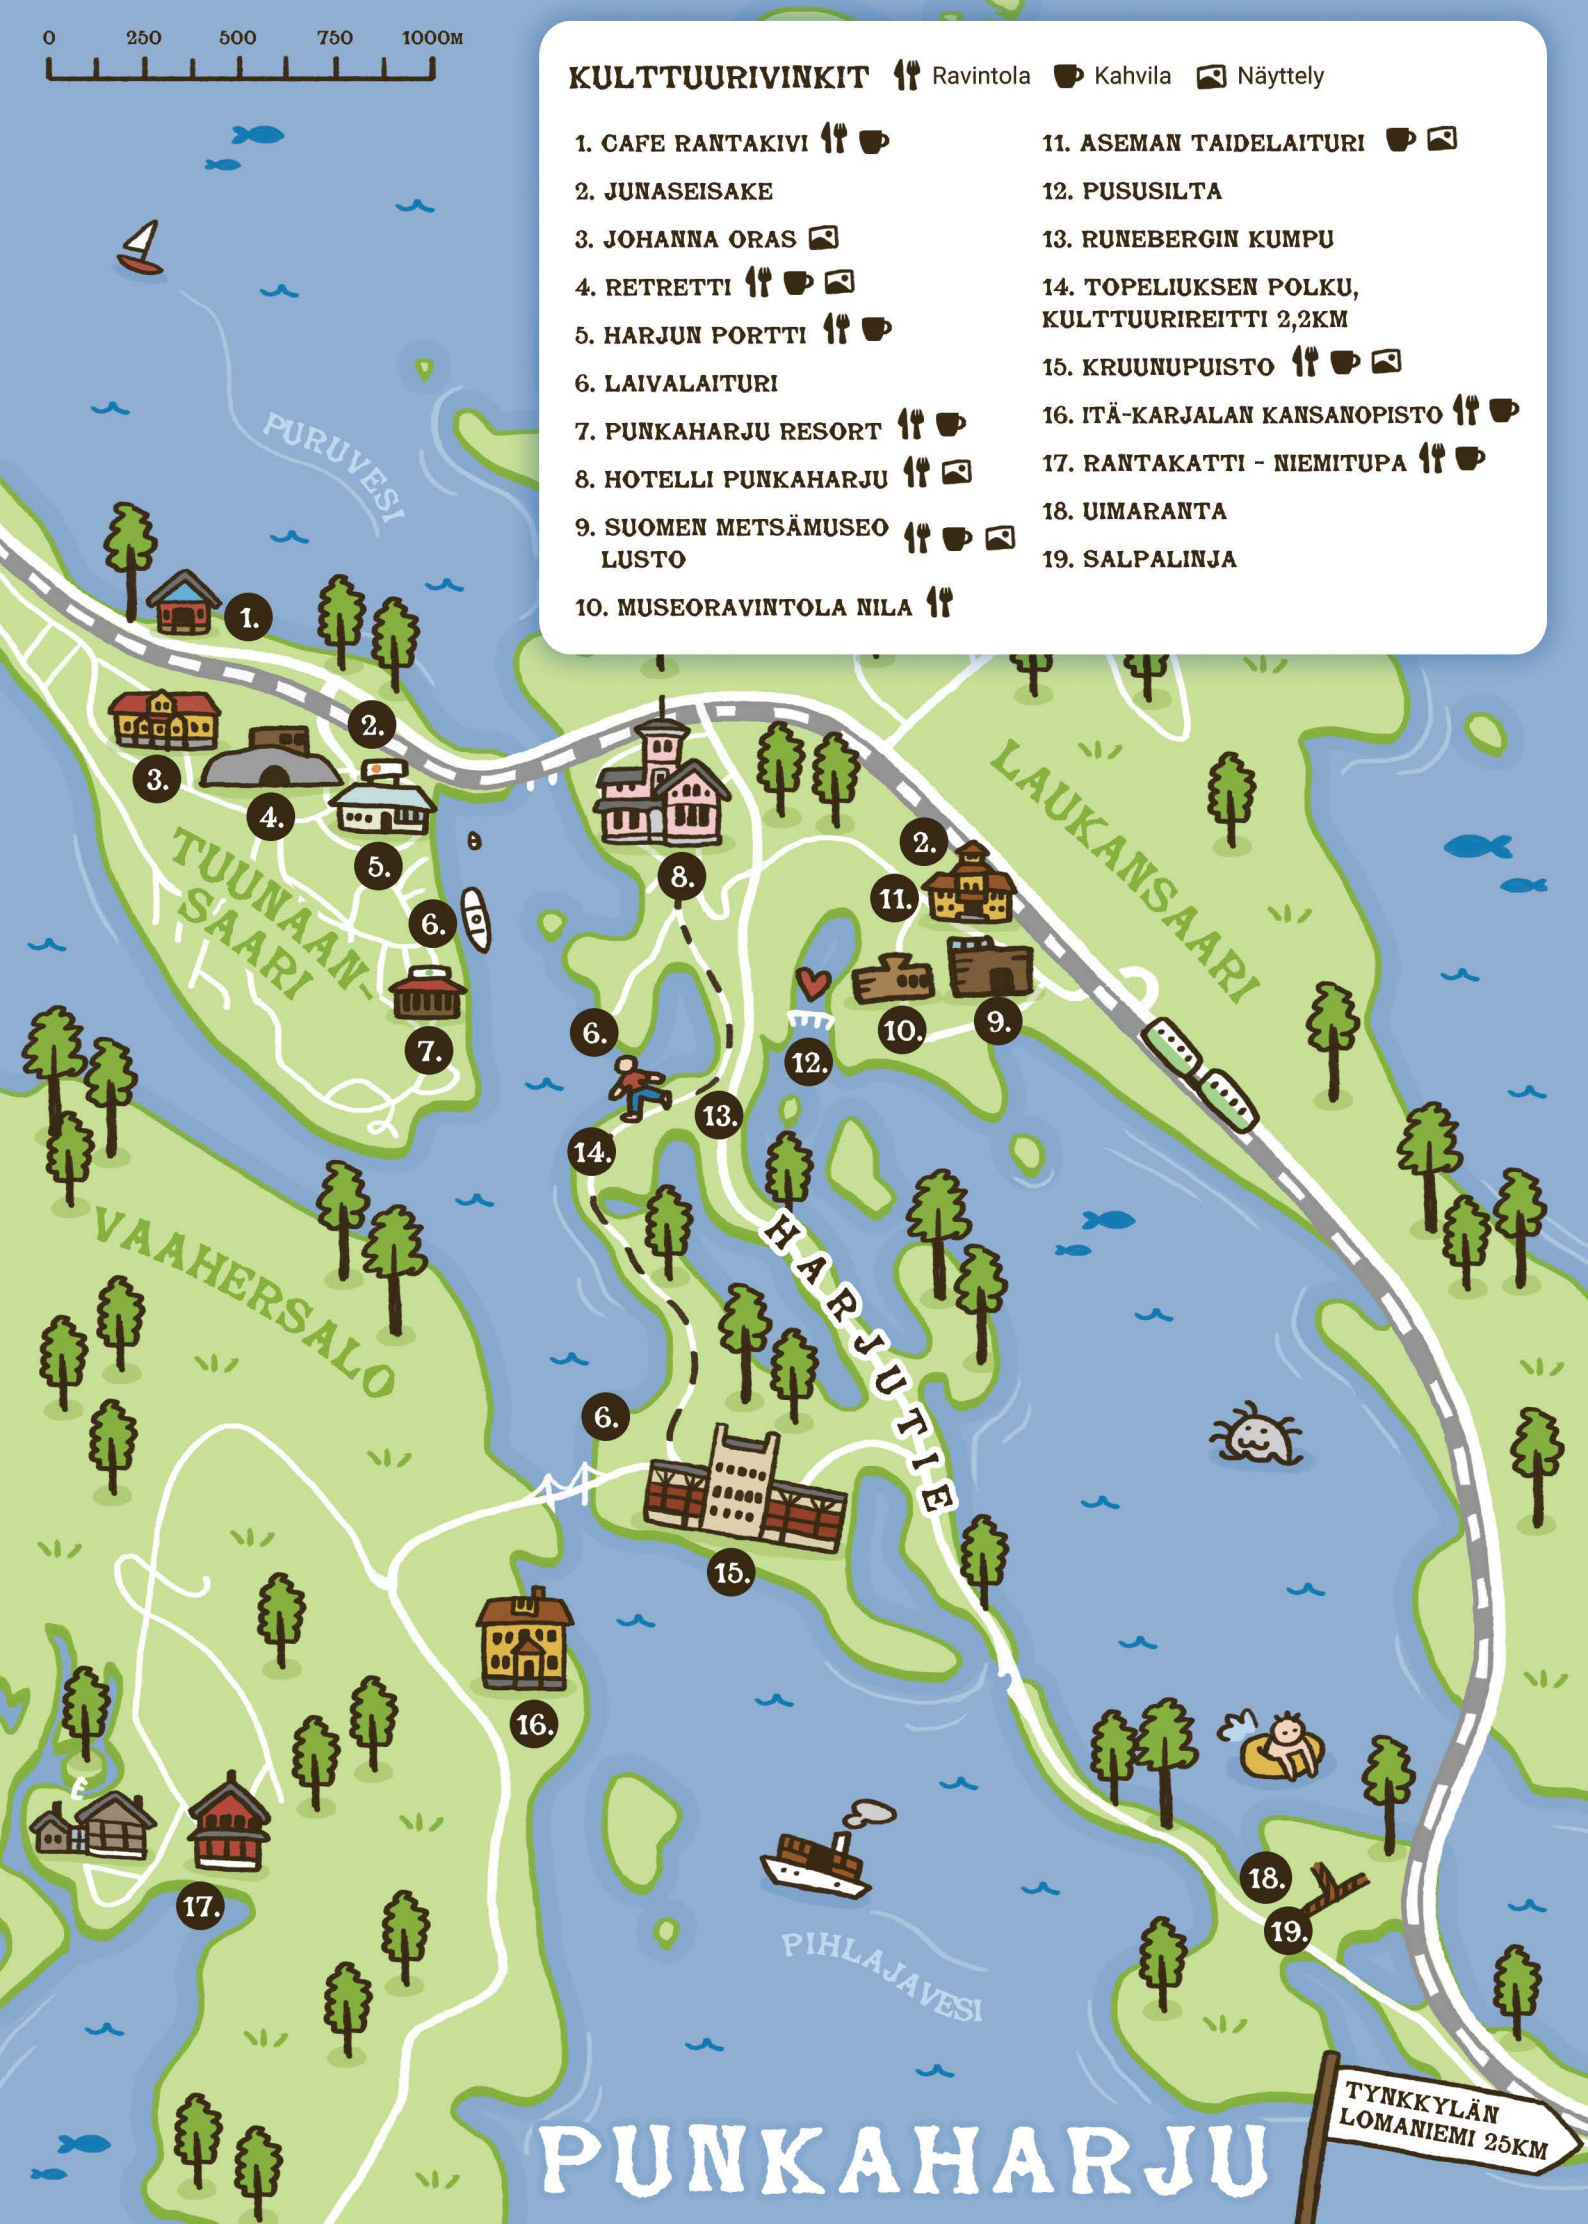 0 250 500 750 1000M
KULTTUURIVINKIT Ravintola Kahvila Näyttely
1. CAFE RANTAKIVI
2. JUNASEISAKE
3. JOHANNA ORAS
4. RETRETTI
5. HARJUN PORTTI
6. LAIVALAITURI
7. PUNKAHARJU RESORT
8. HOTELLI PUNKAHARJU
9. SUOMEN METSÄMUSEO
LUSTO
10. MUSEORAVINTOLA NILA
11. ASEMAN TAIDELAITURI
12. PUSUSILTA
13. RUNEBERGIN KUMPU
14. TOPELIUKSEN POLKU,
KULTTUURIREITTI 2,2KM
15. KRUUNUPUISTO
16. ITÄ-KARJALAN KANSANOPISTO
17. RANTAKATTI - NIEMITUPA
18. UIMARANTA
19. SALPALINJA
PURUVESI
1.
2.
3.
4.
5.
6.
7.
TUUNAAN-
SAARI
8.
2.
11.
10.
9.
12.
LAUKANSAARI
6.
13.
14.
VAAHERSALO
HARJUTIE
6.
15.
16.
17.
18.
19.
PIHLAJAVESI
TYNKKYLÄN
LOMANIEMI 25KM
PUNKAHARJU